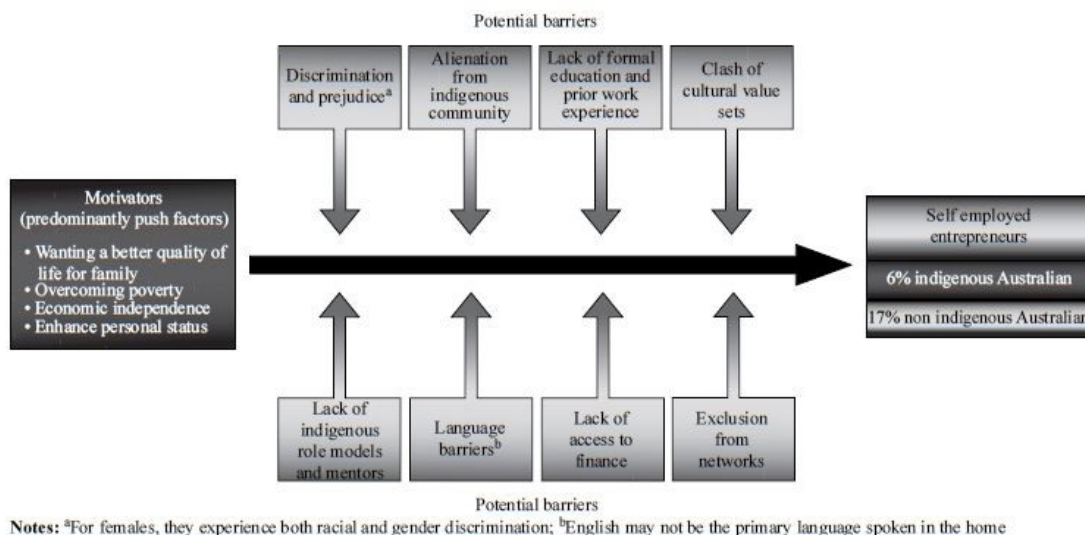 Potential barriers
Discrimination
and prejudiceᵃ
Alienation
from
indigenous
community
Lack of formal
education and
prior work
experience
Clash of
cultural value
sets
Motivators
(predominantly push factors)
• Wanting a better quality of
life for family
• Overcoming poverty
• Economic independence
• Enhance personal status
Self employed
entrepreneurs
6% indigenous Australian
17% non indigenous Australian
Lack of
indigenous
role models
and mentors
Language
barriersᵇ
Lack of
access to
finance
Exclusion
from
networks
Potential barriers
Notes: ᵃFor females, they experience both racial and gender discrimination; ᵇEnglish may not be the primary language spoken in the home